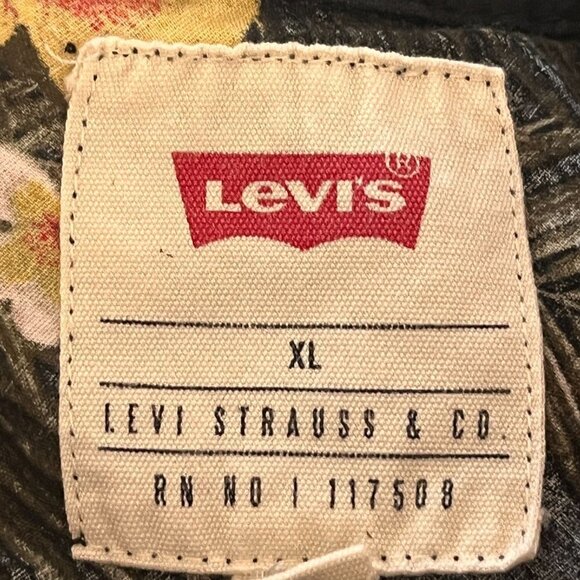 LEVI'S®
XL
LEVI STRAUSS & CO.
RN NO | 117508